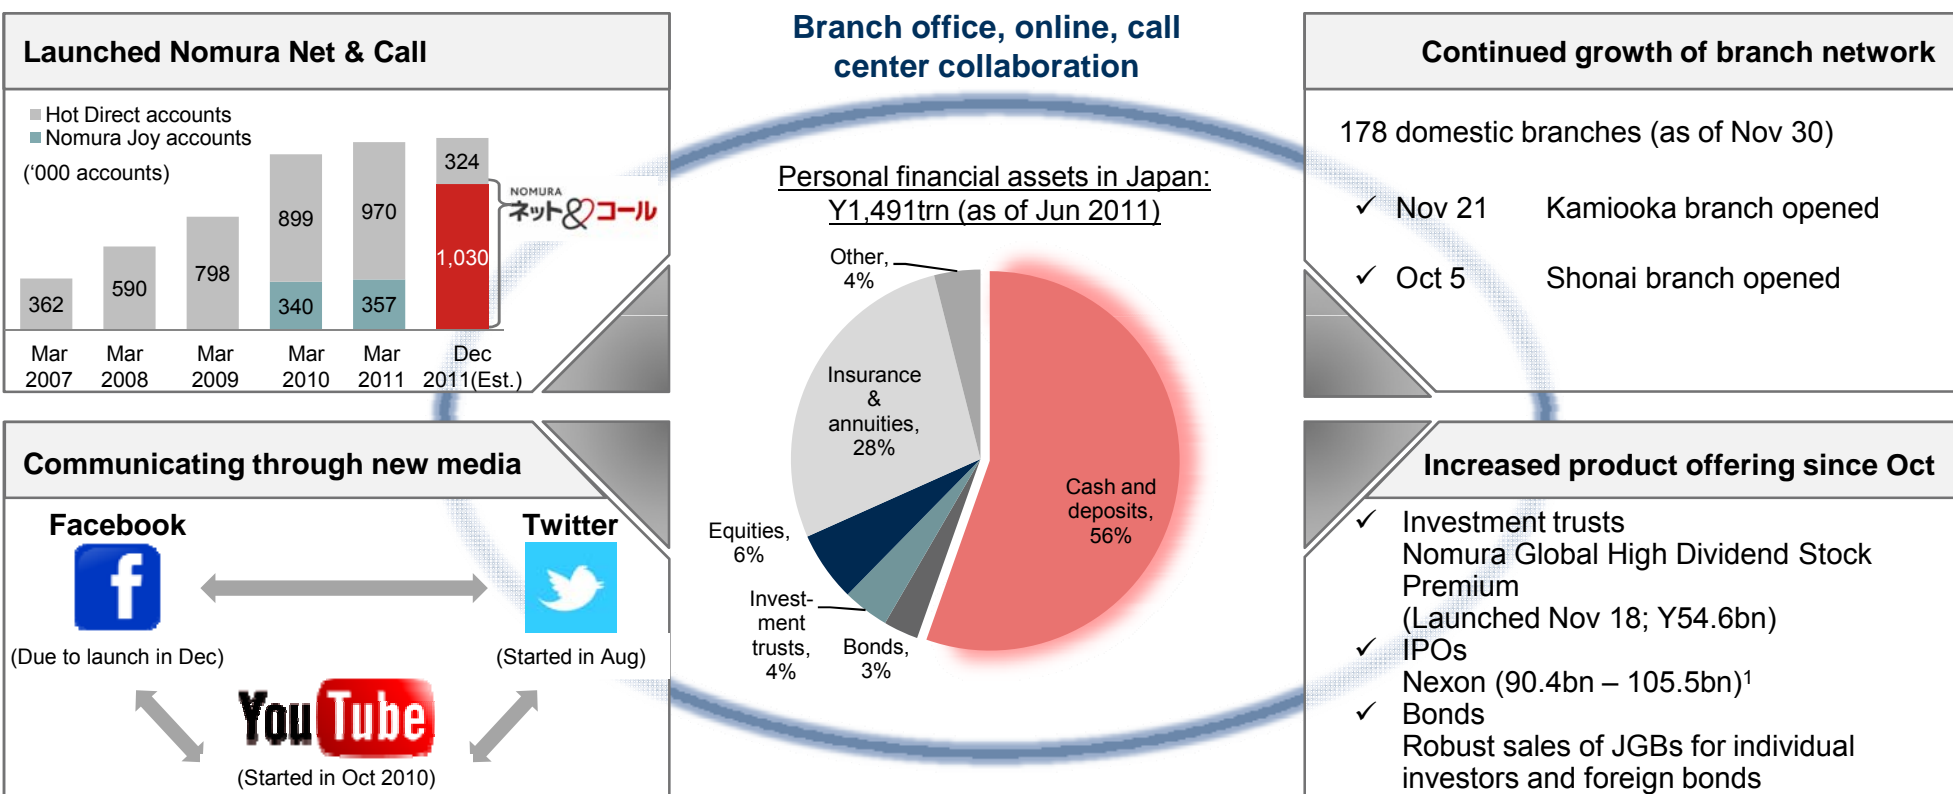 Launched Nomura Net & Call
Hot Direct accounts
Nomura Joy accounts
('000 accounts)
362
590
798
899
340
970
357
324
1,030
NOMURA
ネット&コール
Mar
2007
Mar
2008
Mar
2009
Mar
2010
Mar
2011
Dec
2011(Est.)
Branch office, online, call
center collaboration
Personal financial assets in Japan:
Y1,491trn (as of Jun 2011)
Other,
4%
Insurance
&
annuities,
28%
Equities,
6%
Invest-
ment
trusts,
4%
Bonds,
3%
Cash and
deposits,
56%
Continued growth of branch network
178 domestic branches (as of Nov 30)
✓ Nov 21 Kamiooka branch opened
✓ Oct 5 Shonai branch opened
Communicating through new media
Facebook
f
(Due to launch in Dec)
Twitter
(Started in Aug)
You Tube
(Started in Oct 2010)
Increased product offering since Oct
✓ Investment trusts
Nomura Global High Dividend Stock
Premium
(Launched Nov 18; Y54.6bn)
✓ IPOs
Nexon (90.4bn – 105.5bn)¹
✓ Bonds
Robust sales of JGBs for individual
investors and foreign bonds